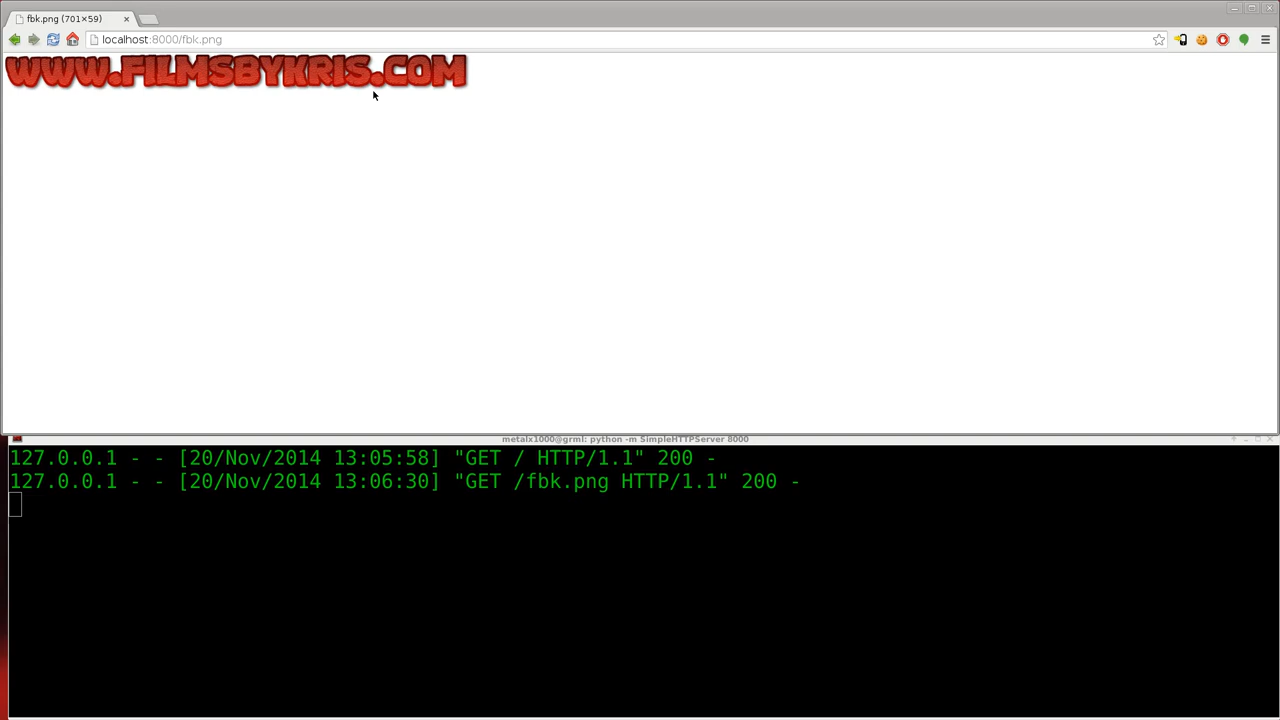 fbk.png (701×59)
localhost:8000/fbk.png
WWW.FILMSBYKRIS.COM
metalx1000@grml: python -m SimpleHTTPServer 8000
127.0.0.1 - - [20/Nov/2014 13:05:58] "GET / HTTP/1.1" 200 -
127.0.0.1 - - [20/Nov/2014 13:06:30] "GET /fbk.png HTTP/1.1" 200 -